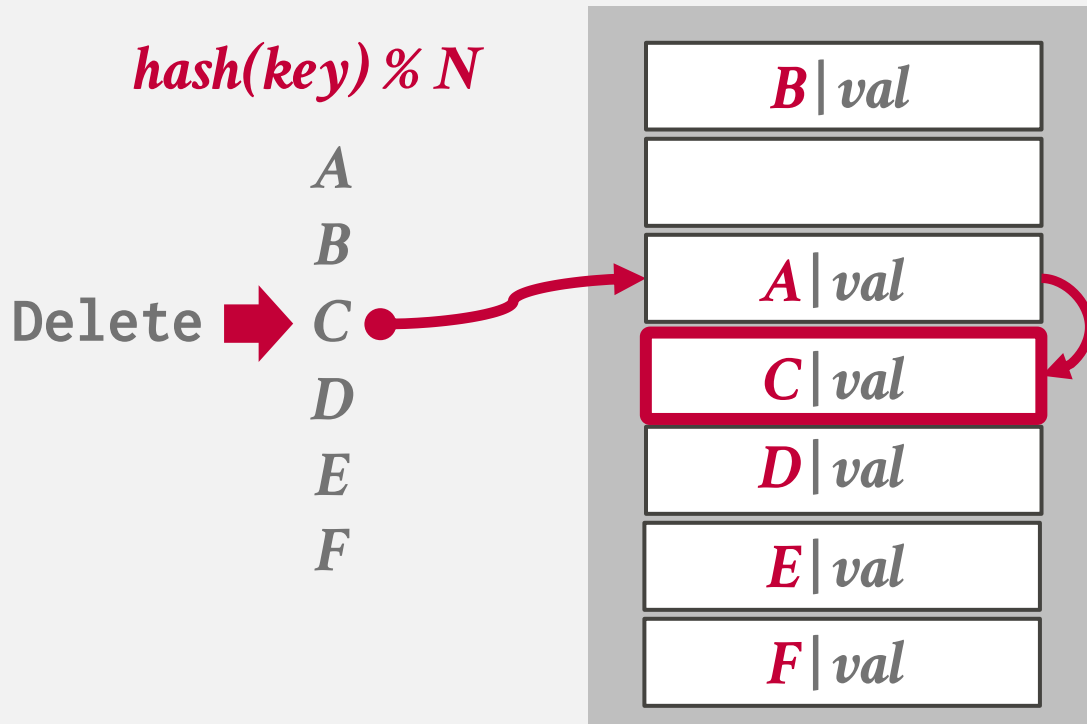 hash(key) % N
A
B
Delete C
D
E
F
B|val
A|val
C|val
D|val
E|val
F|val